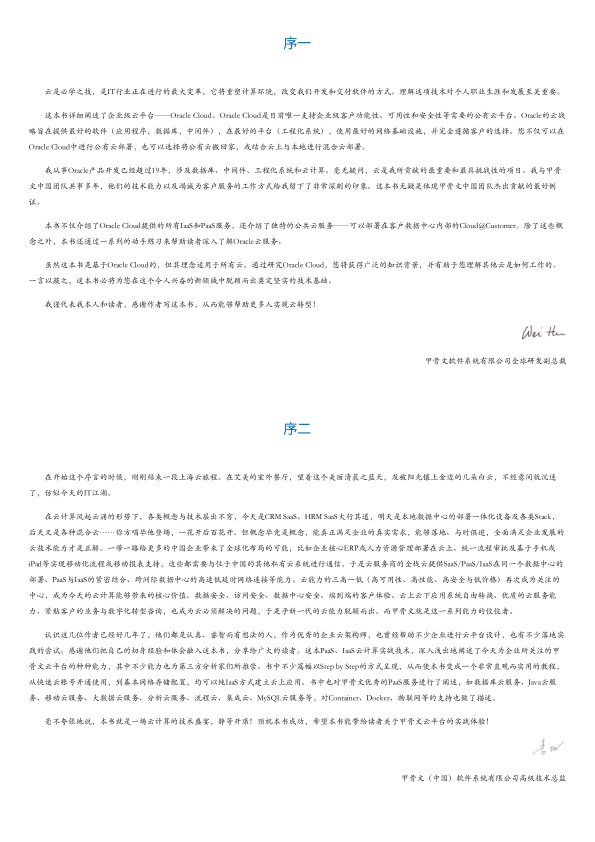 序一
云是必学之技，是IT行业正在进行的最大变革，它将重塑计算环境，改变我们开发和交付软件的方式。理解这项技术对个人职业生涯和发展至关重要。
这本书详细阐述了企业级云平台——Oracle Cloud。Oracle Cloud是目前唯一支持企业级客户功能性、可用性和安全性等需要的公有云平台。Oracle的云战
略旨在提供最好的软件（应用程序，数据库，中间件），在最好的平台（工程化系统），使用最好的网络基础设施，并完全遵循客户的选择。您不仅可以在
Oracle Cloud中进行公有云部署，也可以选择将公有云搬回家，或结合云上与本地进行混合云部署。
我从事Oracle产品开发已经超过19年，涉及数据库、中间件、工程化系统和云计算。毫无疑问，云是我所贡献的最重要和最具挑战性的项目。我与甲骨
文中国团队共事多年，他们的技术能力以及竭诚为客户服务的工作方式给我留下了非常深刻的印象。这本书无疑是体现甲骨文中国团队杰出贡献的最好例
证。
本书不仅介绍了Oracle Cloud提供的所有IaaS和PaaS服务，还介绍了独特的公共云服务——可以部署在客户数据中心内部的Cloud@Customer。除了这些概
念之外，本书还通过一系列的动手练习来帮助读者深入了解Oracle云服务。
虽然这本书是基于Oracle Cloud的，但其理念适用于所有云。通过研究Oracle Cloud，您将获得广泛的知识背景，并有助于您理解其他云是如何工作的。
一言以蔽之，这本书必将为您在这个令人兴奋的新领域中脱颖而出奠定坚实的技术基础。
我谨代表我本人和读者，感谢作者写这本书，从而能够帮助更多人实现云转型！
Wei Hu
甲骨文软件系统有限公司全球研发副总裁
序二
在开始这个序言的时候，刚刚结束一段上海云旅程。在艾美的室外餐厅，望着这个美丽清晨之蓝天，及被阳光镶上金边的几朵白云，不经意间就沉迷
了，仿似今天的IT江湖。
在云计算风起云涌的形势下，各类概念与技术层出不穷，今天是CRM SaaS、HRM SaaS大行其道，明天是本地数据中心的部署一体化设备及各类Stack，
后天又是各种混合云……你方唱毕他登场，一花开后百花开。但概念毕竟是概念，能真正满足企业的真实需求，能够落地、与时俱进，全面满足企业发展的
云技术能力才是正解。一带一路给更多的中国企业带来了全球化布局的可能，比如企业核心ERP或人力资源管理部署在云上、统一流程审批及基于手机或
iPad等实现移动化流程或移动报表支持，这些都需要与位于中国的其他私有云系统进行通信。于是云服务商的全栈云提供SaaS/PaaS/IaaS在同一个数据中心的
部署、PaaS与IaaS的紧密结合、跨洲际数据中心的高速低延时网络连接等能力。云能力的三高一低（高可用性、高性能、高安全与低价格）再次成为关注的
中心，成为今天的云计算能够带来的核心价值。数据安全、访问安全、数据中心安全、端到端的客户体验、云上云下应用系统自由转换、优质的云服务能
力、紧贴客户的业务与数字化转型咨询，也成为云必须解决的问题，于是予新一代的云能力脱颖而出。而甲骨文就是这一系列能力的佼佼者。
认识这几位作者已经好几年了，他们都是认真、睿智而有想法的人，作为优秀的企业云架构师，也曾经帮助不少企业进行云平台设计，也有不少落地实
践的尝试。感谢他们把自己的切身经验和体会融入这本书，分享给广大的读者。这本PaaS、IaaS云计算实战技术，深入浅出地阐述了今天为企业所关注的甲
骨文云平台的种种能力，其中不少能力也为第三方分析家们所推崇。书中不少篇幅以Step by Step的方式呈现，从而使本书变成一个非常直观而实用的教程，
从快速云账号开通使用，到基本网络存储配置，均可以纯IaaS方式建立云上应用。书中也对甲骨文优秀的PaaS服务进行了阐述，如数据库云服务、Java云服
务、移动云服务、大数据云服务、分析云服务、流程云、集成云、MySQL云服务等，对Container、Docker、物联网等的支持也做了描述。
毫不夸张地说，本书就是一场云计算的技术盛宴，静等开席！预祝本书成功，希望本书能带给读者关于甲骨文云平台的实战体验！
甲骨文（中国）软件系统有限公司高级技术总监